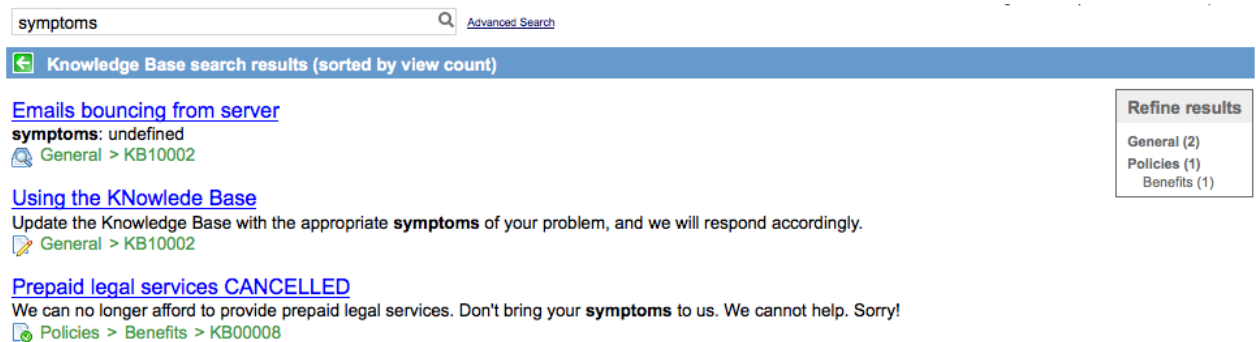 symptoms Advanced Search
Knowledge Base search results (sorted by view count)
Emails bouncing from server
symptoms: undefined
General > KB10002
Using the KNowlede Base
Update the Knowledge Base with the appropriate symptoms of your problem, and we will respond accordingly.
General > KB10002
Prepaid legal services CANCELLED
We can no longer afford to provide prepaid legal services. Don't bring your symptoms to us. We cannot help. Sorry!
Policies > Benefits > KB00008
Refine results
General (2)
Policies (1)
Benefits (1)